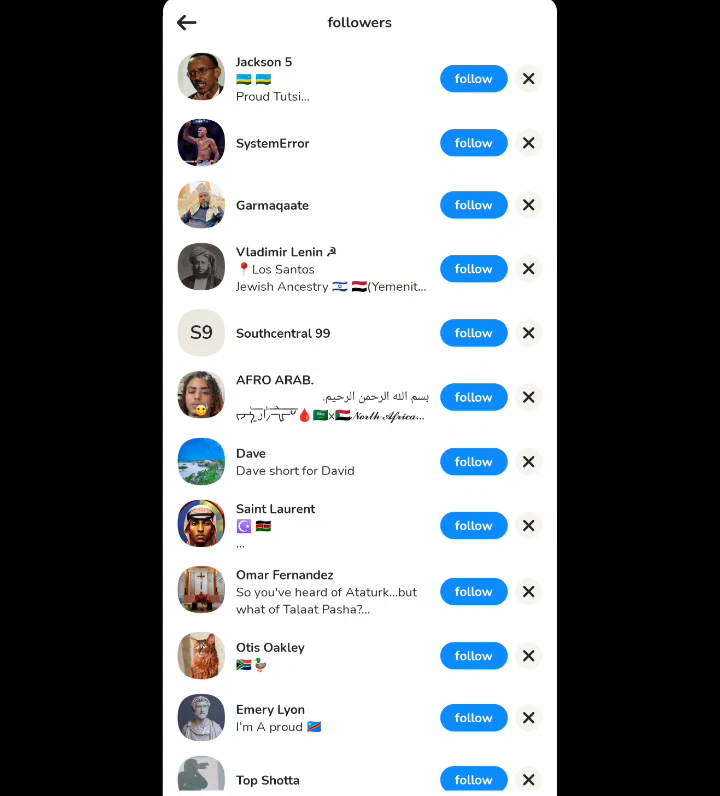 followers
Jackson 5
🇷🇼 🇷🇼
Proud Tutsi...
follow
SystemError
follow
Garmaqaate
follow
Vladimir Lenin ☭
📍Los Santos
Jewish Ancestry 🇮🇱 🇾🇪(Yemenit...
follow
S9
Southcentral 99
follow
AFRO ARAB.
بسم الله الرحمن الرحيم.
🩸🇸🇦x🇸🇩𝓝𝓸𝓻𝓽𝓱 𝓐𝓯𝓻𝓲𝓬𝓪...
follow
Dave
Dave short for David
follow
Saint Laurent
☪️ 🇰🇪
...
follow
Omar Fernandez
So you've heard of Ataturk...but
what of Talaat Pasha?...
follow
Otis Oakley
🇿🇦🦆
follow
Emery Lyon
I'm A proud 🇨🇩
follow
Top Shotta
follow